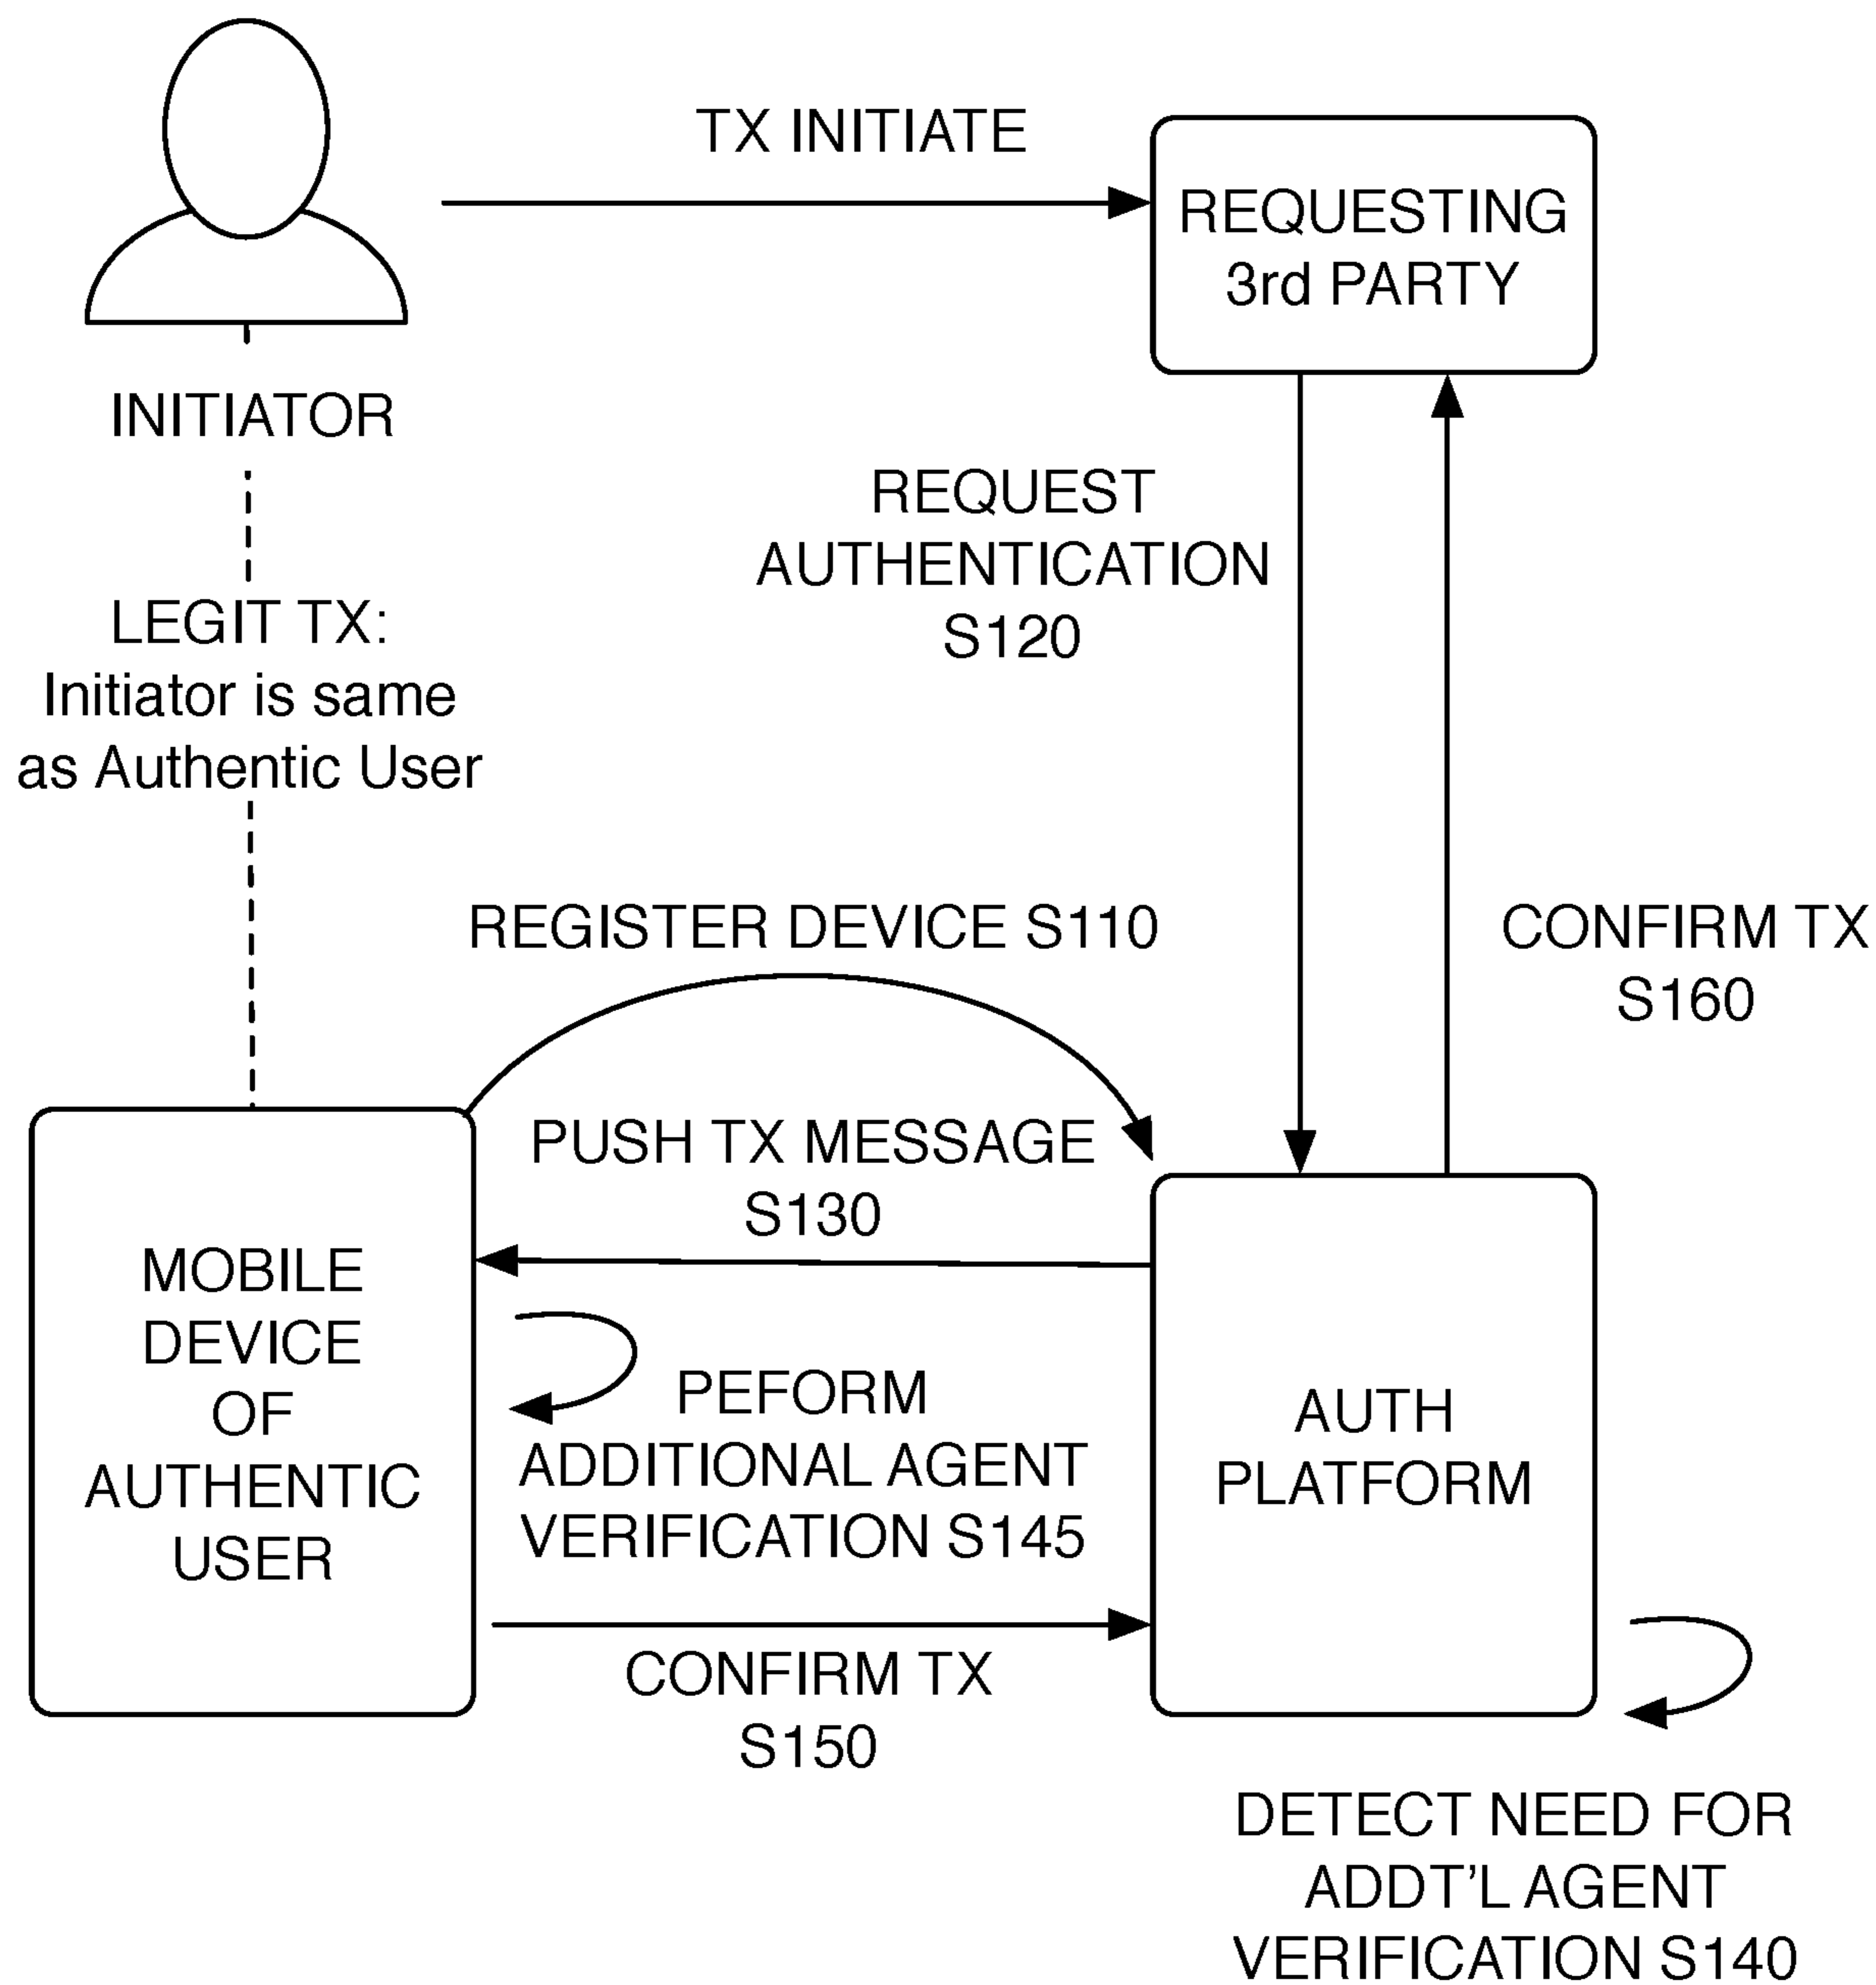 TX INITIATE
REQUESTING
3rd PARTY
INITIATOR
REQUEST
AUTHENTICATION
S120
LEGIT TX:
Initiator is same
as Authentic User
REGISTER DEVICE S110
CONFIRM TX
S160
PUSH TX MESSAGE
S130
MOBILE
DEVICE
OF
AUTHENTIC
USER
PEFORM
ADDITIONAL AGENT
VERIFICATION S145
AUTH
PLATFORM
CONFIRM TX
S150
DETECT NEED FOR
ADDT'L AGENT
VERIFICATION S140